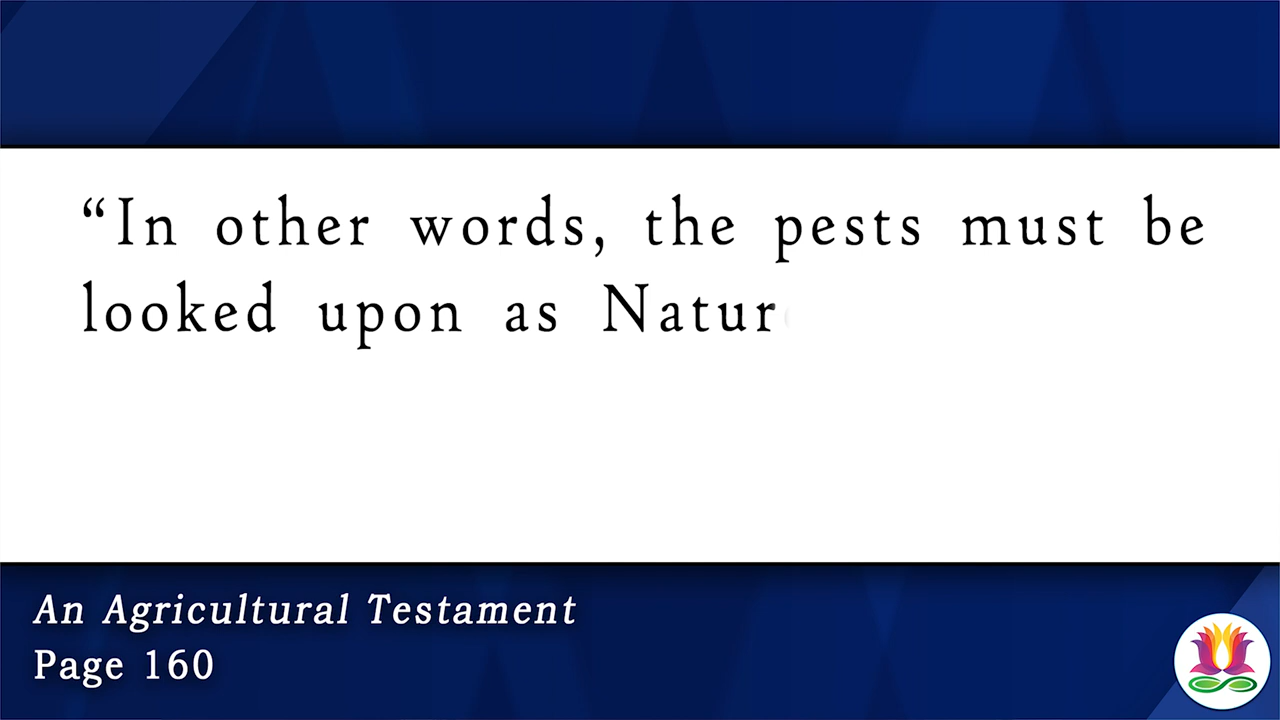 “In other words, the pests must be
looked upon as Natur
An Agricultural Testament
Page 160